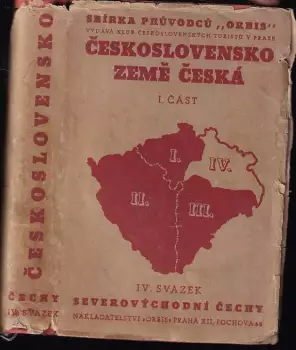 ČESKOSLOVENSKO
ČECHY
IV. SVAZEK
SBÍRKA PRŮVODCŮ „ORBIS"
VYDÁVÁ KLUB ČESKOSLOVENSKÝCH TURISTŮ V PRAZE
ČESKOSLOVENSKO
ZEMĚ ČESKÁ
I. ČÁST
I.
IV.
II.
III.
IV. SVAZEK
SEVEROVÝCHODNÍ ČECHY
NAKLADATELSTVÍ „ORBIS" PRAHA XII, FOCHOVA 62